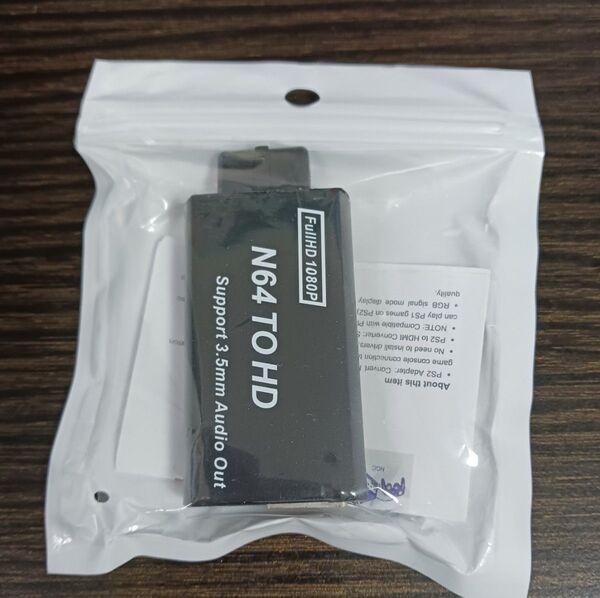 FullHD 1080P
N64 TO HD
Support 3.5mm Audio Out
About this item
• PS2 Adapter: Convert
game console connection
• No need to install drivers
• PS2 to HDMI Converter:
• NOTE: Compatible with
can play PS1 games on PS2
• RGB signal mode display
quality.
NGC